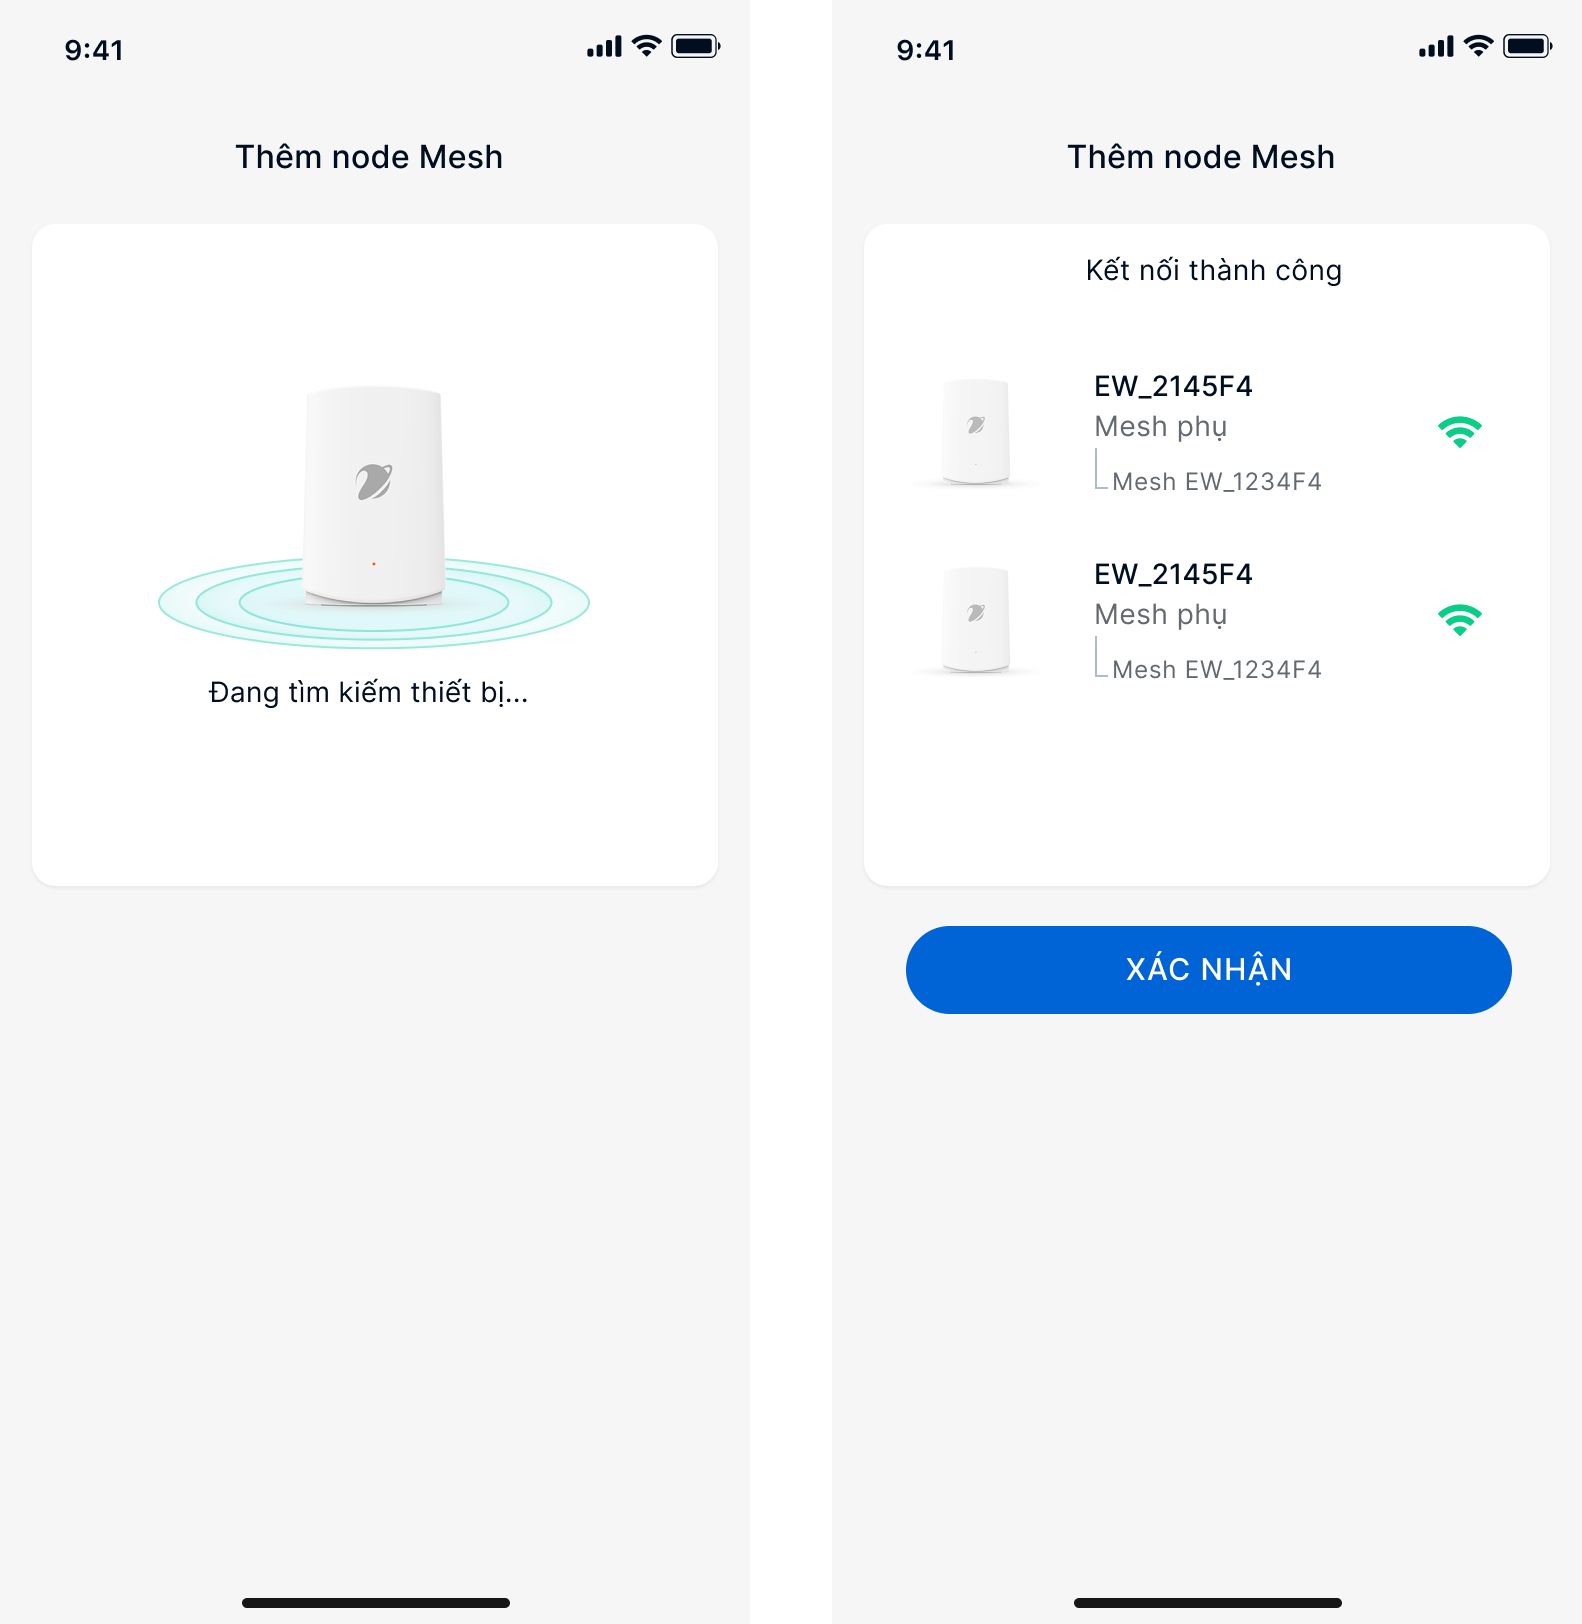 9:41
Thêm node Mesh
Đang tìm kiếm thiết bị...
9:41
Thêm node Mesh
Kết nối thành công
EW_2145F4
Mesh phụ
Mesh EW_1234F4
EW_2145F4
Mesh phụ
Mesh EW_1234F4
XÁC NHẬN